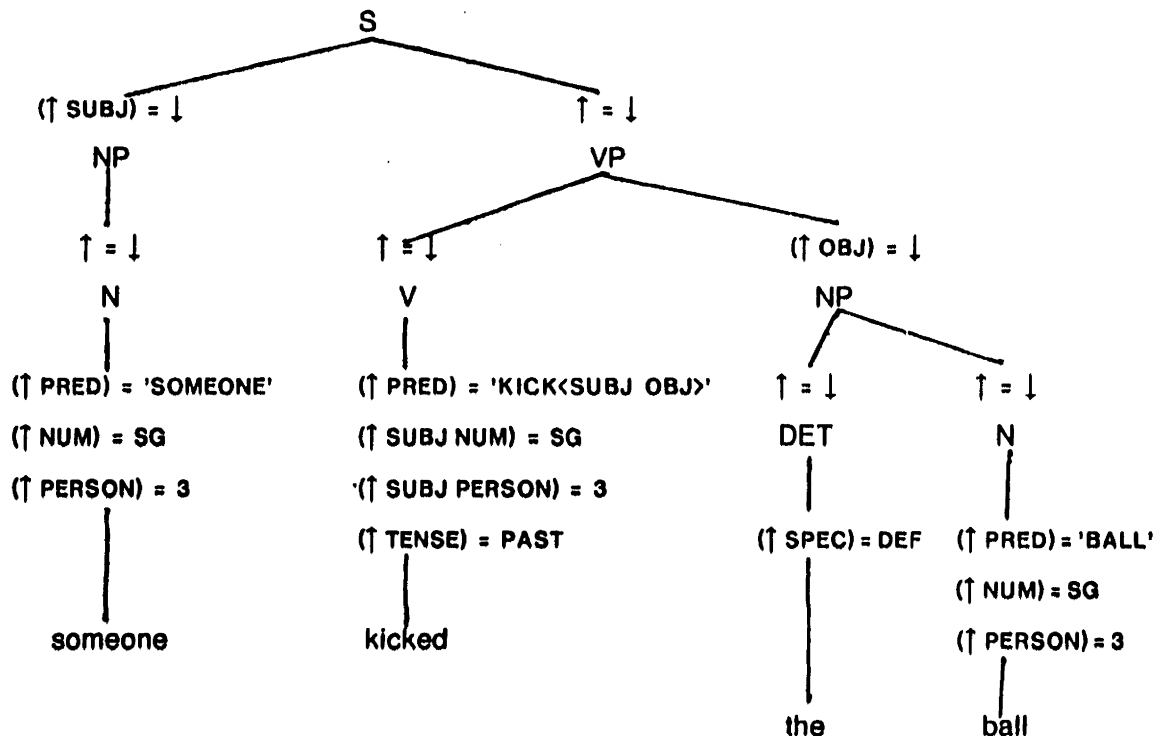 S
(↑ SUBJ) = ↓ ↑ = ↓
NP VP
↑ = ↓ ↑ = ↓ (↑ OBJ) = ↓
N V NP
(↑ PRED) = 'SOMEONE' (↑ PRED) = 'KICK<SUBJ OBJ>' ↑ = ↓ ↑ = ↓
(↑ NUM) = SG (↑ SUBJ NUM) = SG DET N
(↑ PERSON) = 3 (↑ SUBJ PERSON) = 3
(↑ TENSE) = PAST (↑ SPEC) = DEF (↑ PRED) = 'BALL'
(↑ NUM) = SG
someone kicked (↑ PERSON) = 3
the ball